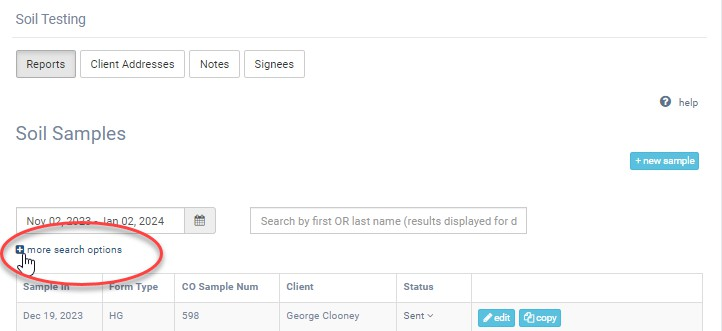 Soil Testing
Reports Client Addresses Notes Signees
help
Soil Samples
+ new sample
Nov 02, 2023 - Jan 02, 2024 Search by first OR last name (results displayed for d
more search options
Sample In Form Type CO Sample Num Client Status
Dec 19, 2023 HG 598 George Clooney Sent edit copy